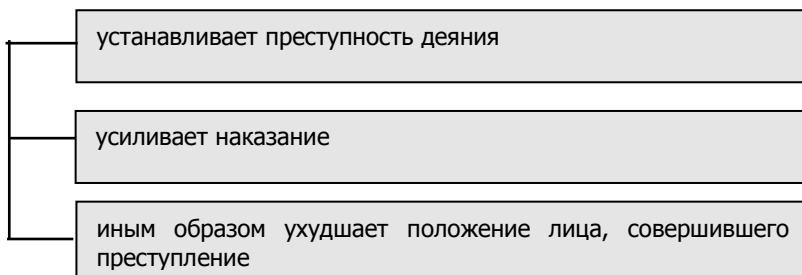 устанавливает преступность деяния
усиливает наказание
иным образом ухудшает положение лица, совершившего
преступление